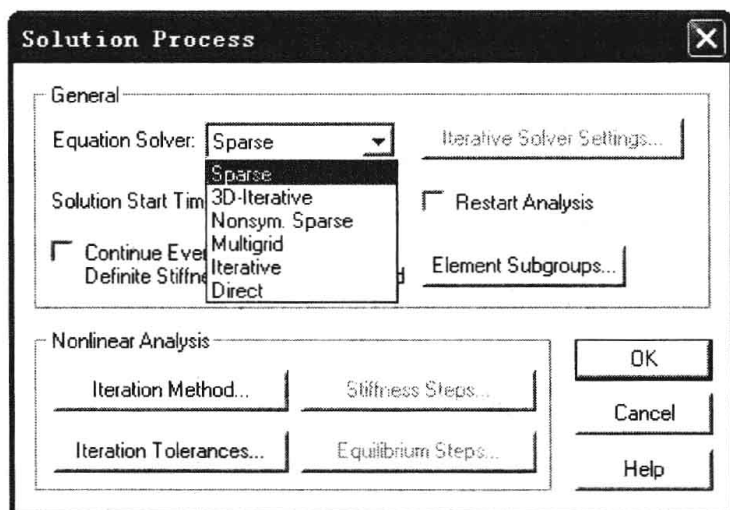 Solution Process
General
Equation Solver: Sparse Iterative Solver Settings...
Sparse
3D-Iterative
Solution Start Tim Restart Analysis
Nonsym. Sparse
Multigrid
Continue Ever
Iterative Element Subgroups...
Definite Stiffne d
Direct
Nonlinear Analysis
Iteration Method... Stiffness Steps... OK
Cancel
Iteration Tolerances... Equilibrium Steps...
Help